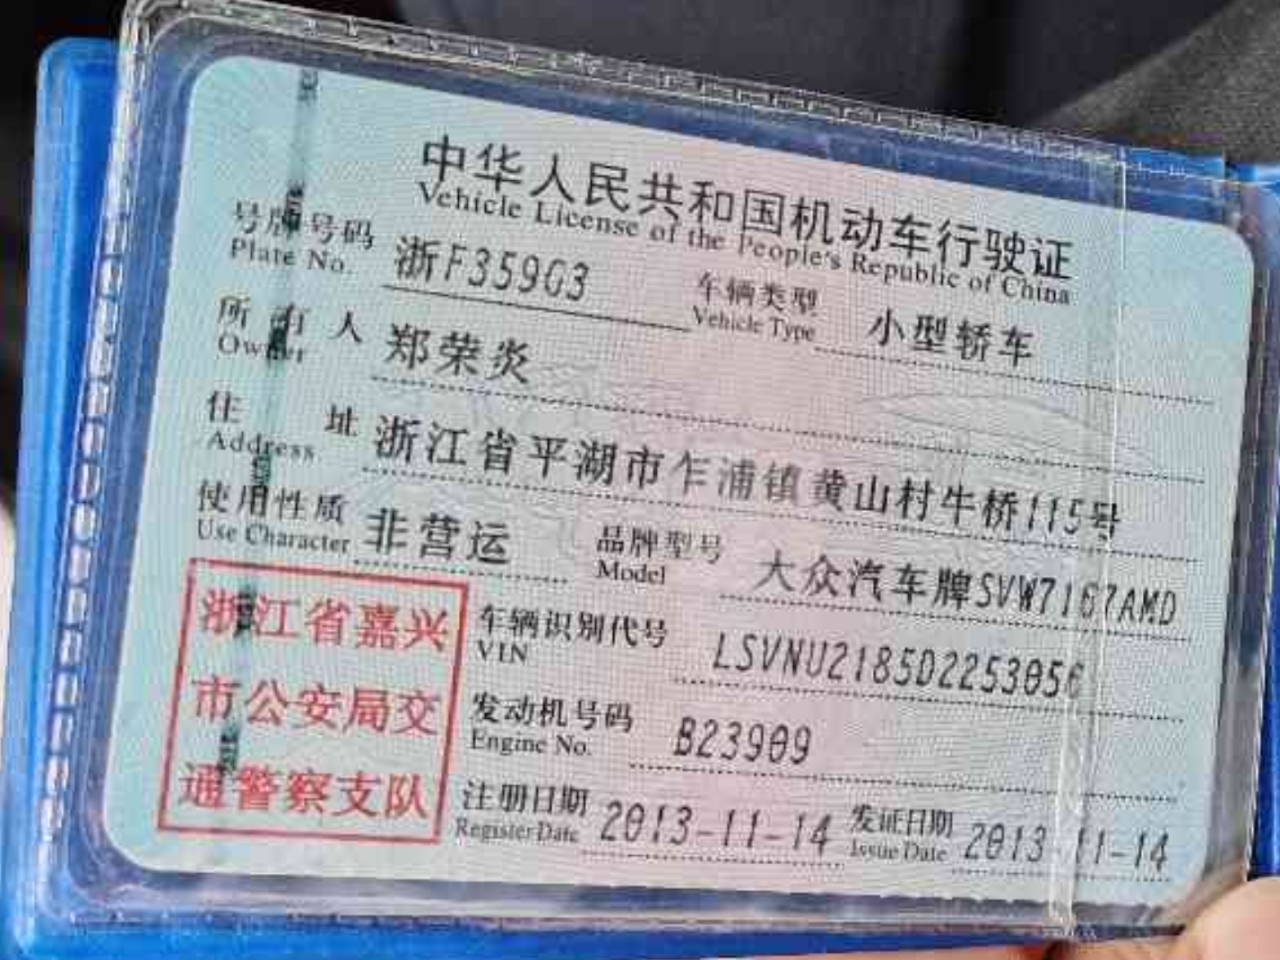 中华人民共和国机动车行驶证
Vehicle License of the People's Republic of China
号牌号码 浙F359G3 车辆类型 小型轿车
Plate No. Vehicle Type
所有人 郑荣炎
Owner
住址 浙江省平湖市乍浦镇黄山村牛桥115号
Address
使用性质 非营运 品牌型号 大众汽车牌SVW7167AMD
Use Character Model
浙江省嘉兴
市公安局交
通警察支队
车辆识别代号 LSVNU2185D2253056
VIN
发动机号码 B23909
Engine No.
注册日期 2013-11-14 发证日期 2013-11-14
Register Date Issue Date